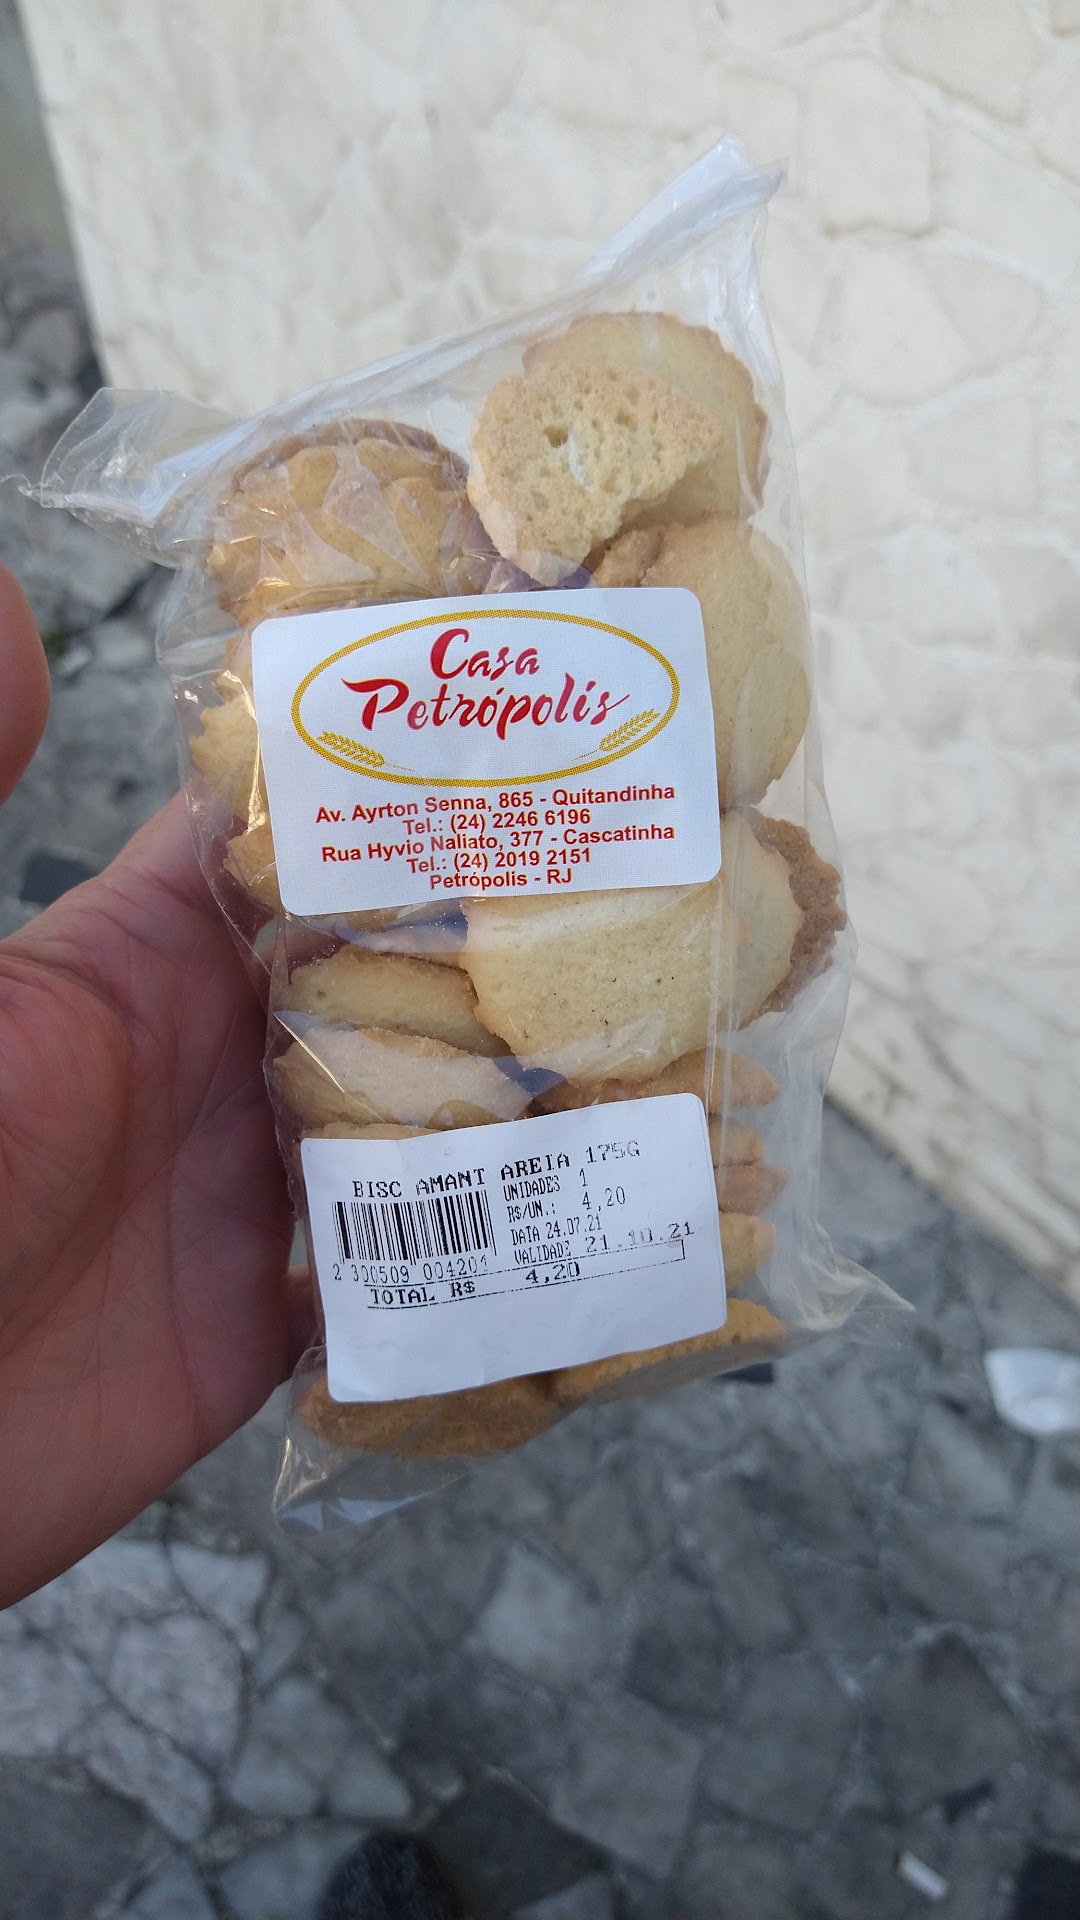 Casa
Petrópolis
Av. Ayrton Senna, 865 - Quitandinha
Tel.: (24) 2246 6196
Rua Hyvio Naliato, 377 - Cascatinha
Tel.: (24) 2019 2151
Petrópolis - RJ
BISC AMANT AREIA 175G
UNIDADES 1
R$/UN.: 4,20
DATA 24.07.21
VALIDADE 21.10.21
2 300509 004201
TOTAL R$ 4,20